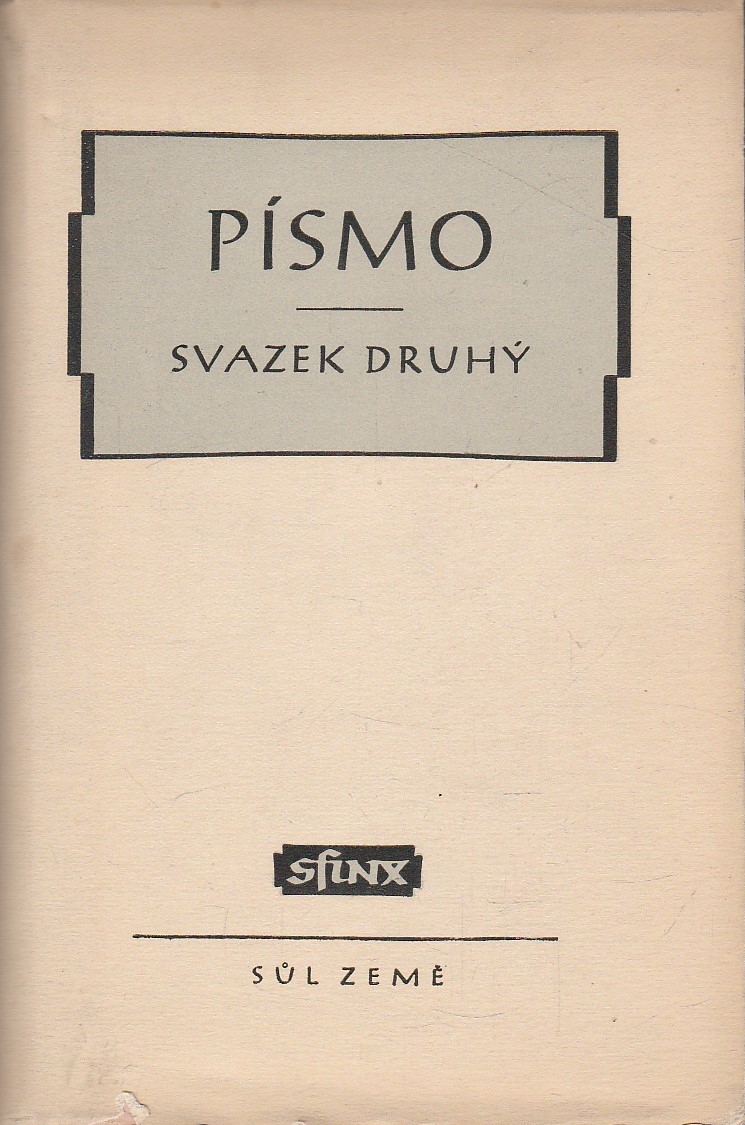 PÍSMO
SVAZEK DRUHÝ
sfinx
SŮL ZEMĚ